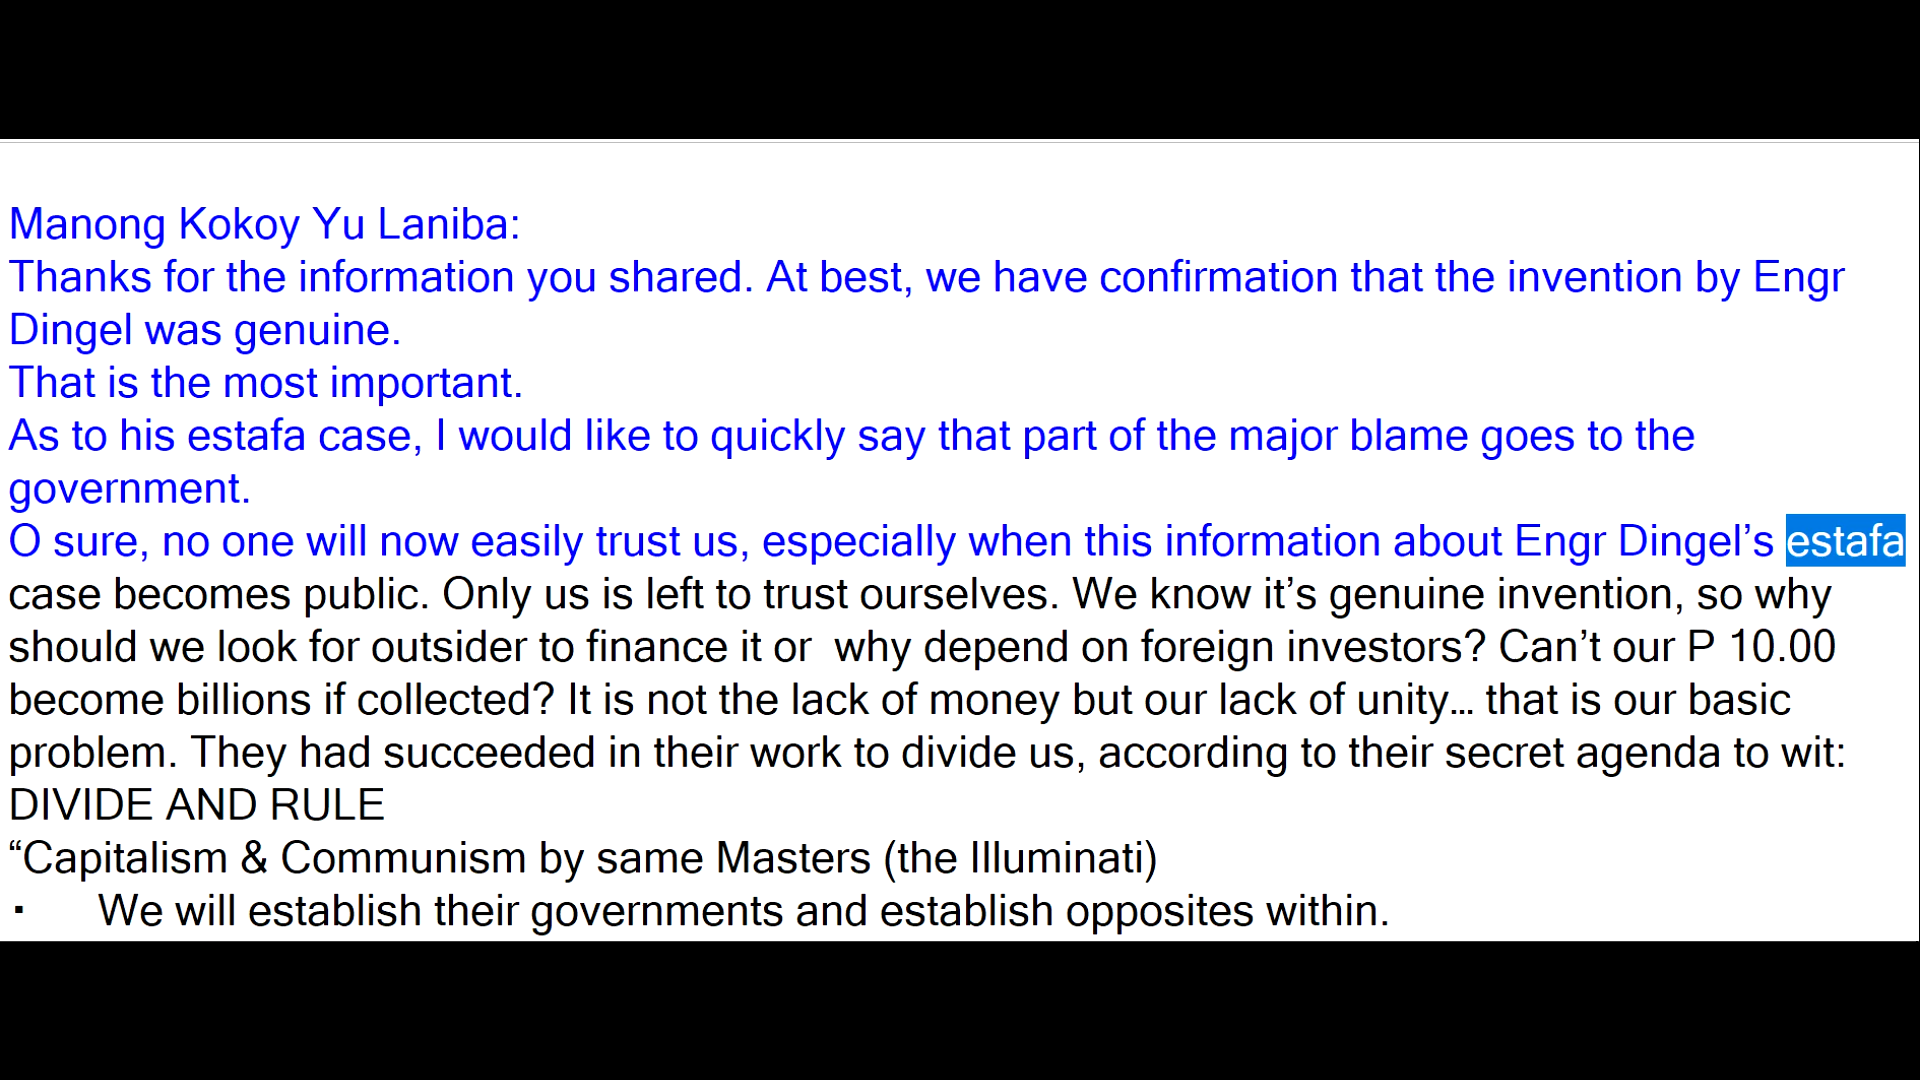 Manong Kokoy Yu Laniba:
Thanks for the information you shared. At best, we have confirmation that the invention by Engr
Dingel was genuine.
That is the most important.
As to his estafa case, I would like to quickly say that part of the major blame goes to the
government.
O sure, no one will now easily trust us, especially when this information about Engr Dingel’s estafa
case becomes public. Only us is left to trust ourselves. We know it’s genuine invention, so why
should we look for outsider to finance it or  why depend on foreign investors? Can’t our P 10.00
become billions if collected? It is not the lack of money but our lack of unity… that is our basic
problem. They had succeeded in their work to divide us, according to their secret agenda to wit:
DIVIDE AND RULE
“Capitalism & Communism by same Masters (the Illuminati)
▪ We will establish their governments and establish opposites within.